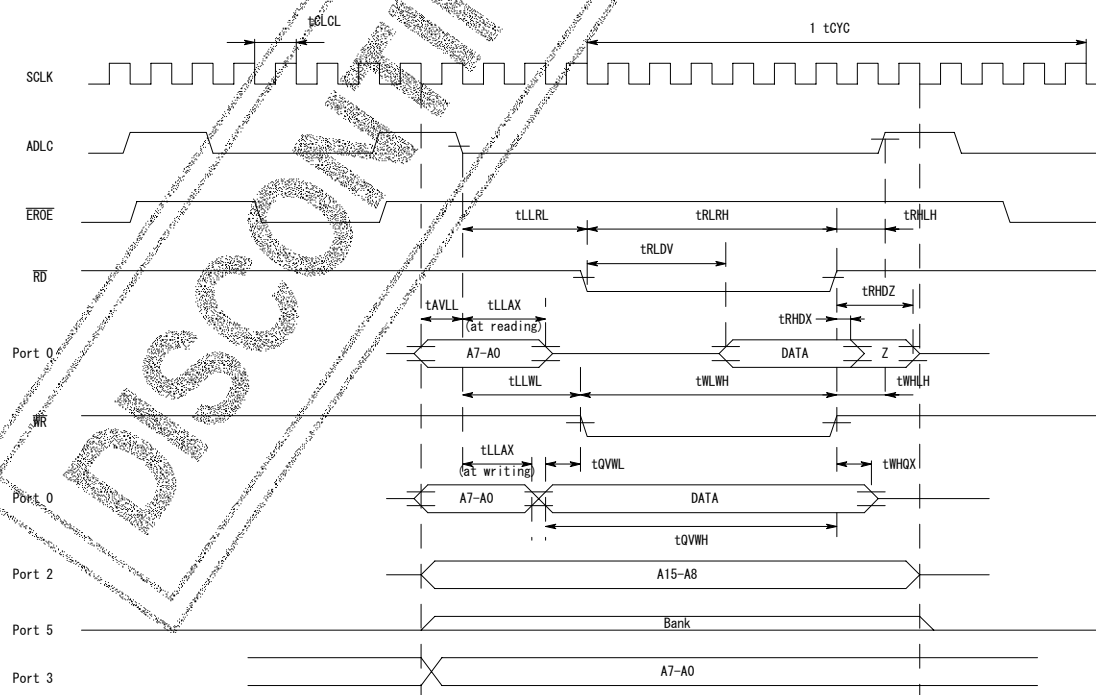 tCLCL
1 tCYC
SCLK
ADLC
EROE
tLLRL
tRLRH
tRHLH
tRLDV
RD
tRHDZ
tAVLL
tLLAX
tRHDX
(at reading)
Port 0
A7-A0
DATA
Z
tLLWL
tWLWH
tWHLH
WR
tLLAX
tQVWL
tWHQX
(at writing)
Port 0
A7-A0
DATA
tQVWH
Port 2
A15-A8
Port 5
Bank
Port 3
A7-A0
DISCONTIN